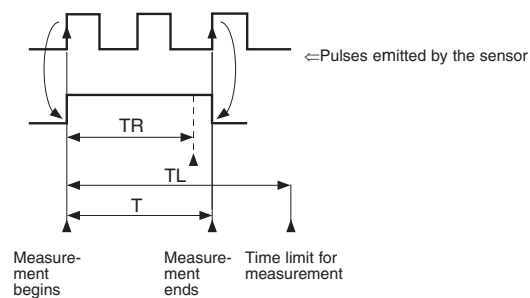 ⇐Pulses emitted by the sensor
TR
TL
T
Measure-
ment
begins
Measure-
ment
ends
Time limit for
measurement